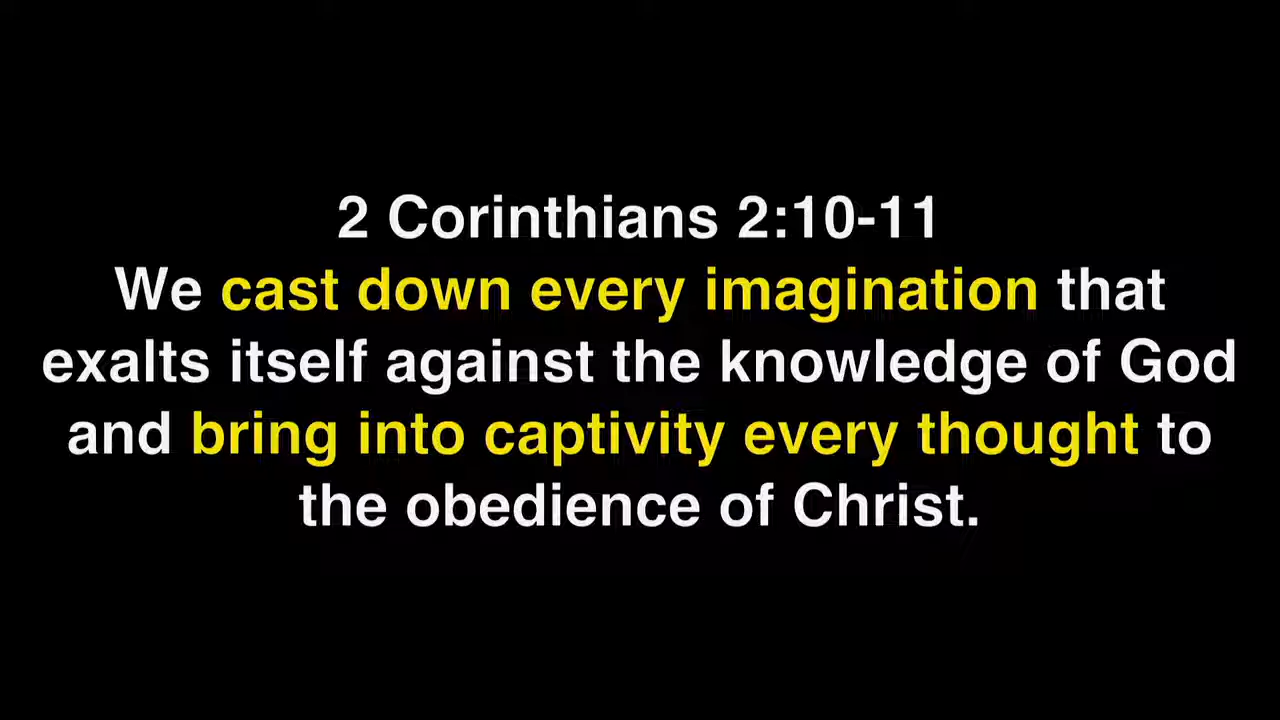 2 Corinthians 2:10-11
We cast down every imagination that
exalts itself against the knowledge of God
and bring into captivity every thought to
the obedience of Christ.